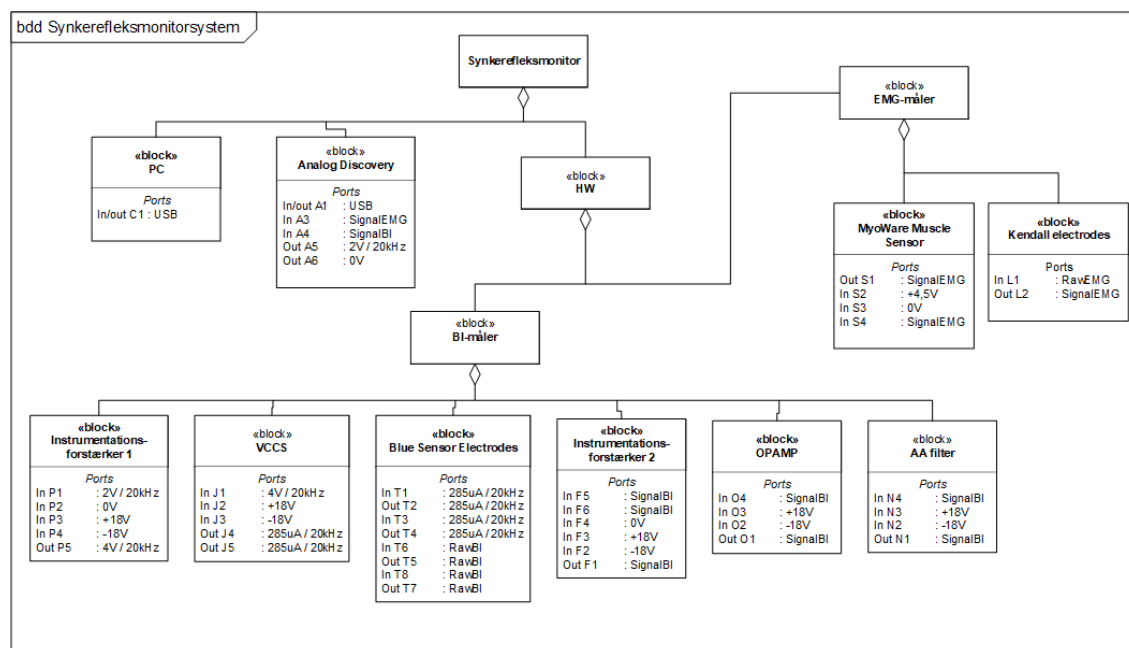 bdd Synkerefleksmonitorsystem
Synkerefleksmonitor
«block»
EMG-måler
«block»
PC
Ports
In/out C1 : USB
«block»
Analog Discovery
Ports
In/out A1 : USB
In A3 : SignalEMG
In A4 : SignalBI
Out A5 : 2V / 20kHz
Out A6 : 0V
«block»
HW
«block»
MyoWare Muscle
Sensor
Ports
Out S1 : SignalEMG
In S2 : +4,5V
In S3 : 0V
In S4 : SignalEMG
«block»
Kendall electrodes
Ports
In L1 : RawEMG
Out L2 : SignalEMG
«block»
BI-måler
«block»
Instrumentations-
forstærker 1
Ports
In P1 : 2V / 20kHz
In P2 : 0V
In P3 : +18V
In P4 : -18V
Out P5 : 4V / 20kHz
«block»
VCCS
Ports
In J1 : 4V / 20kHz
In J2 : +18V
In J3 : -18V
Out J4 : 285uA / 20kHz
Out J5 : 285uA / 20kHz
«block»
Blue Sensor Electrodes
Ports
In T1 : 285uA / 20kHz
Out T2 : 285uA / 20kHz
In T3 : 285uA / 20kHz
Out T4 : 285uA / 20kHz
In T6 : RawBI
Out T5 : RawBI
In T8 : RawBI
Out T7 : RawBI
«block»
Instrumentations-
forstærker 2
Ports
In F5 : SignalBI
In F6 : SignalBI
In F4 : 0V
In F3 : +18V
In F2 : -18V
Out F1 : SignalBI
«block»
OPAMP
Ports
In O4 : SignalBI
In O3 : +18V
In O2 : -18V
Out O1 : SignalBI
«block»
AA filter
Ports
In N4 : SignalBI
In N3 : +18V
In N2 : -18V
Out N1 : SignalBI